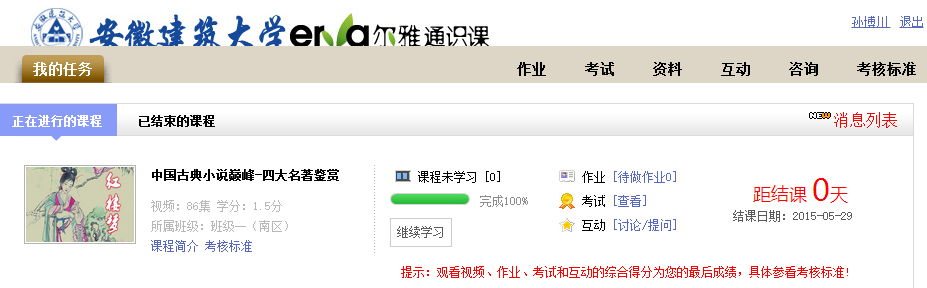 安徽建筑大学 erya 尔雅通识课
孙博川 退出
我的任务 作业 考试 资料 互动 咨询 考核标准
正在进行的课程 已结束的课程 NEW 消息列表
红楼梦
中国古典小说巅峰-四大名著鉴赏
视频：86集 学分：1.5分
所属班级：班级一（南区）
课程简介 考核标准
课程未学习 [0]
完成100%
继续学习
作业 [待做作业0]
考试 [查看]
互动 [讨论/提问]
距结课 0天
结课日期：2015-05-29
提示：观看视频、作业、考试和互动的综合得分为您的最后成绩，具体参看考核标准！